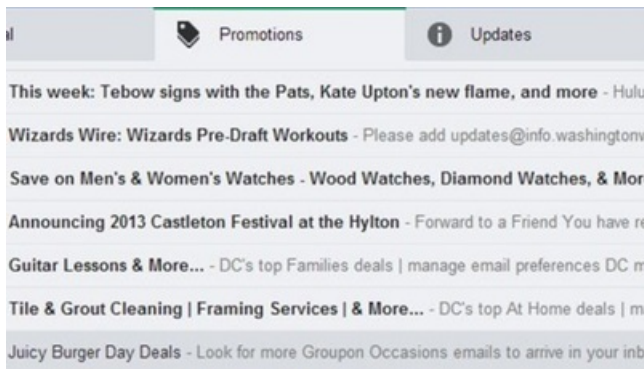 al Promotions Updates
This week: Tebow signs with the Pats, Kate Upton's new flame, and more - Hulu
Wizards Wire: Wizards Pre-Draft Workouts - Please add updates@info.washingtonw
Save on Men's & Women's Watches - Wood Watches, Diamond Watches, & Mor
Announcing 2013 Castleton Festival at the Hylton - Forward to a Friend You have re
Guitar Lessons & More... - DC's top Families deals | manage email preferences DC m
Tile & Grout Cleaning | Framing Services | & More... - DC's top At Home deals | m
Juicy Burger Day Deals - Look for more Groupon Occasions emails to arrive in your inb